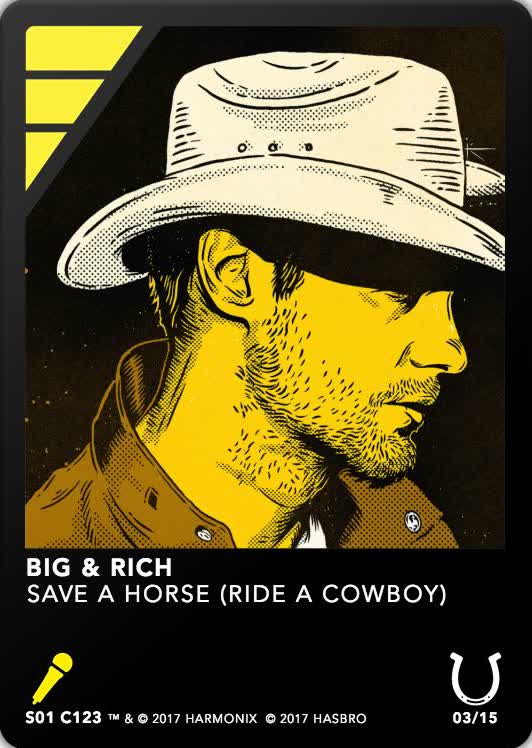 BIG & RICH
SAVE A HORSE (RIDE A COWBOY)
S01 C123 ™ & © 2017 HARMONIX © 2017 HASBRO 03/15